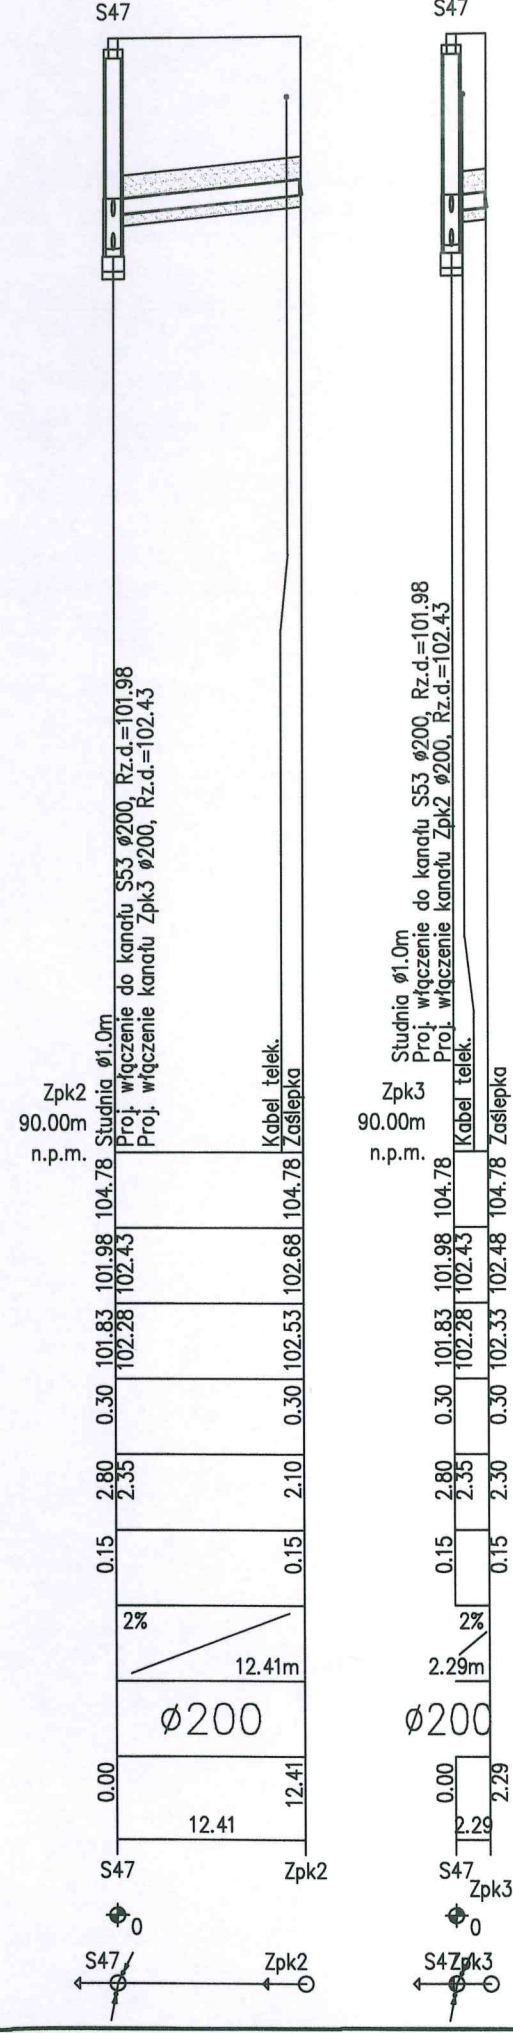 S47
Zpk2
90.00m
n.p.m.
Studnia ø1.0m
Proj. włączenie do kanału S53 ø200, Rz.d.=101.98
Proj. włączenie kanału Zpk3 ø200, Rz.d.=102.43
Kabel telek.
Zaślepka
104.78 104.78
101.98 102.43 102.68
101.83 102.28 102.53
0.30 0.30
2.80 2.35 2.10
0.15 0.15
2%
12.41m
ø200
0.00 12.41
12.41
S47 Zpk2
0
S47 Zpk2
S47
Zpk3
90.00m
n.p.m.
Studnia ø1.0m
Proj. włączenie do kanału S53 ø200, Rz.d.=101.98
Proj. włączenie kanału Zpk2 ø200, Rz.d.=102.43
Kabel telek.
Zaślepka
104.78 104.78
101.98 102.43 102.48
101.83 102.28 102.33
0.30 0.30
2.80 2.35 2.30
0.15 0.15
2%
2.29m
ø200
0.00 2.29
2.29
S47
Zpk3
0
S47 Zpk3